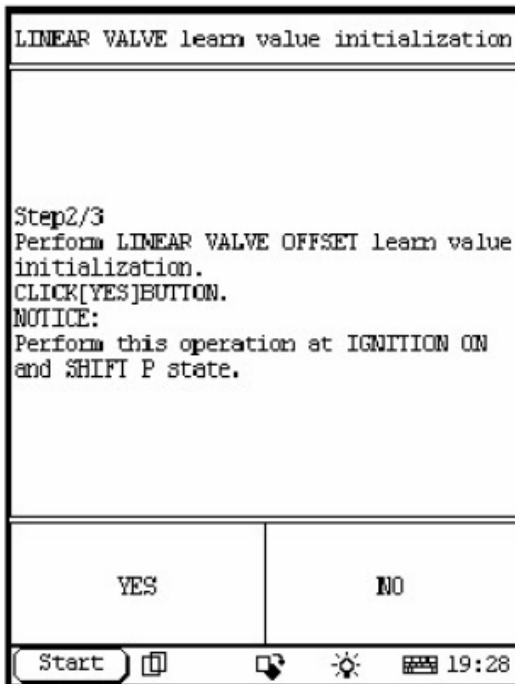 LINEAR VALVE learn value initialization
Step2/3
Perform LINEAR VALVE OFFSET learn value
initialization.
CLICK[YES]BUTTON.
NOTICE:
Perform this operation at IGNITION ON
and SHIFT P state.
YES
NO
Start
19:28